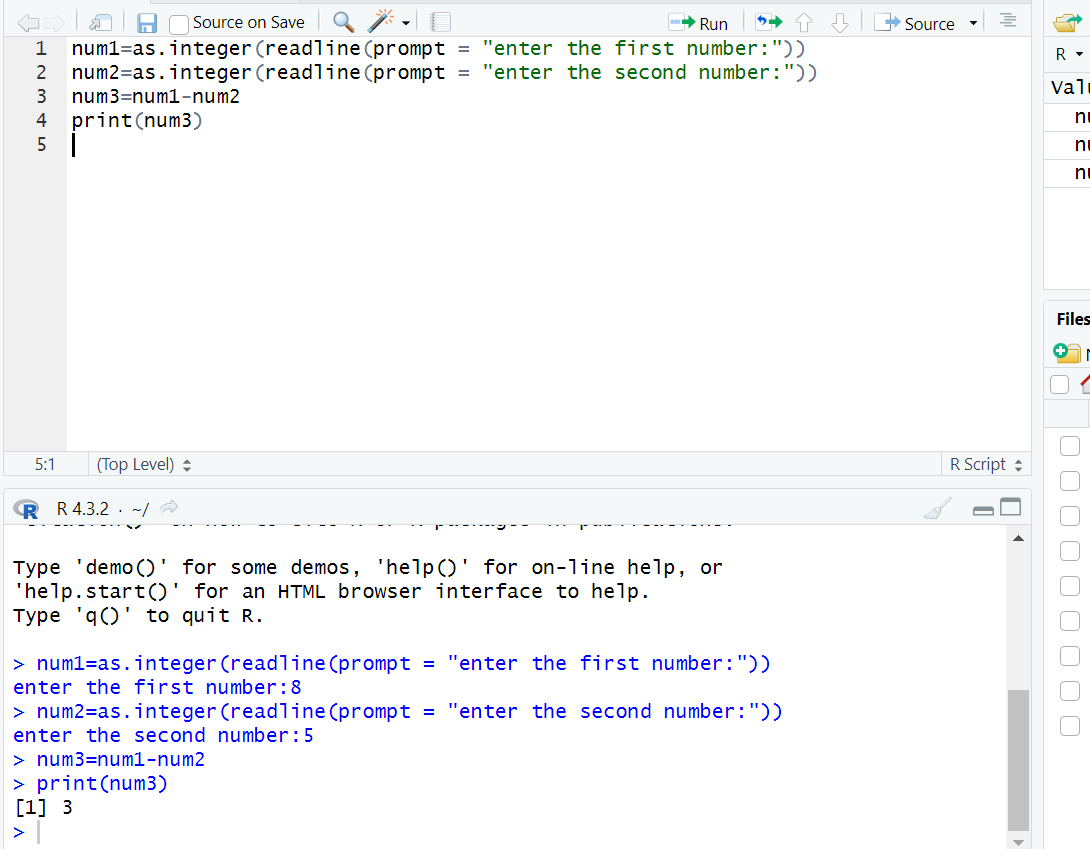 Source on Save
Run
Source
1 num1=as.integer(readline(prompt = "enter the first number:"))
2 num2=as.integer(readline(prompt = "enter the second number:"))
3 num3=num1-num2
4 print(num3)
5
5:1
(Top Level)
R Script
R
Files
R R 4.3.2 · ~/
Type 'demo()' for some demos, 'help()' for on-line help, or
'help.start()' for an HTML browser interface to help.
Type 'q()' to quit R.
> num1=as.integer(readline(prompt = "enter the first number:"))
enter the first number:8
> num2=as.integer(readline(prompt = "enter the second number:"))
enter the second number:5
> num3=num1-num2
> print(num3)
[1] 3
>